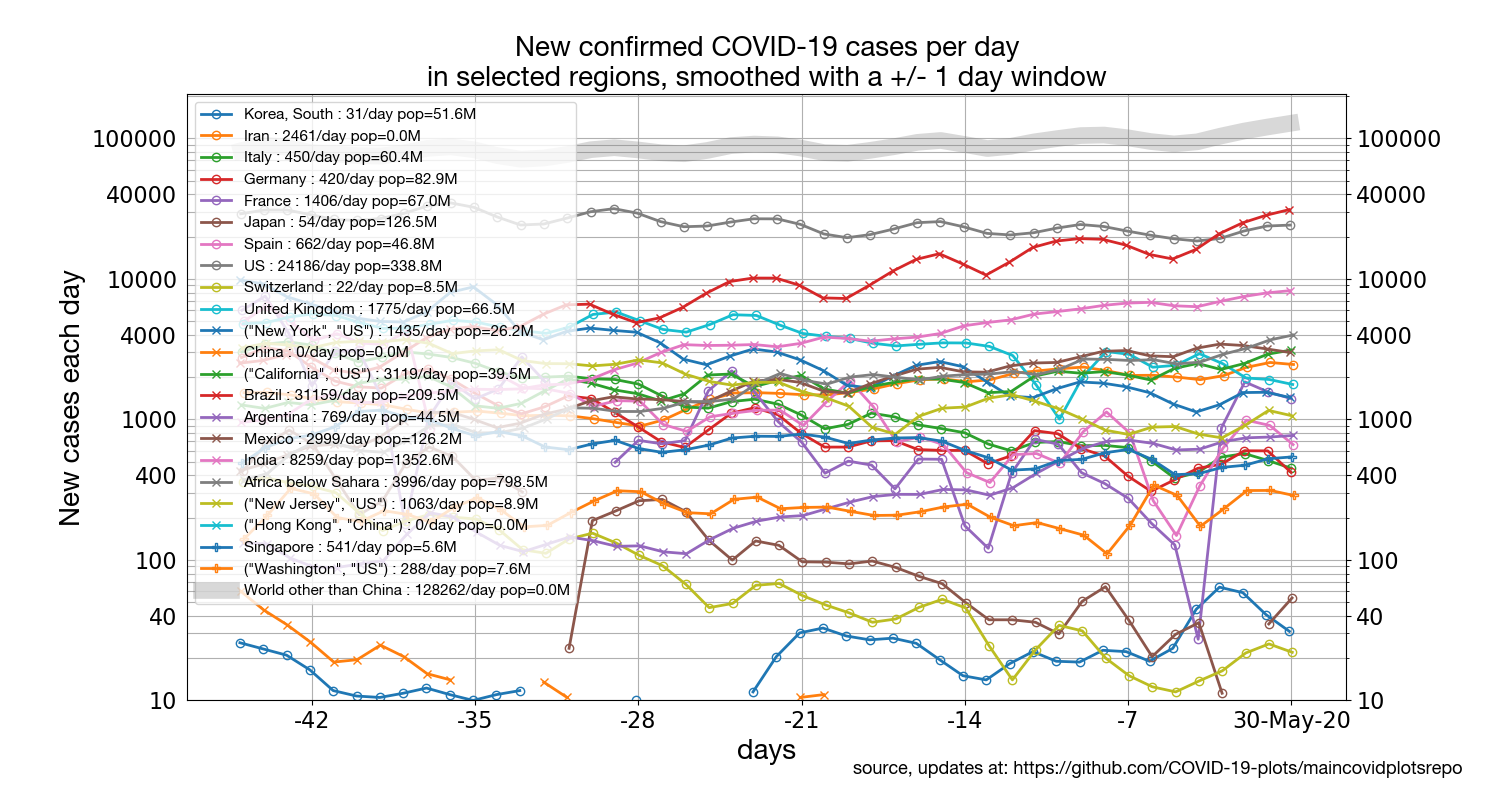 New confirmed COVID-19 cases per day
in selected regions, smoothed with a +/- 1 day window
New cases each day
100000
40000
10000
4000
1000
400
100
40
10
Korea, South : 31/day pop=51.6M
Iran : 2461/day pop=0.0M
Italy : 450/day pop=60.4M
Germany : 420/day pop=82.9M
France : 1406/day pop=67.0M
Japan : 54/day pop=126.5M
Spain : 662/day pop=46.8M
US : 24186/day pop=338.8M
Switzerland : 22/day pop=8.5M
United Kingdom : 1775/day pop=66.5M
("New York", "US") : 1435/day pop=26.2M
China : 0/day pop=0.0M
("California", "US") : 3119/day pop=39.5M
Brazil : 31159/day pop=209.5M
Argentina : 769/day pop=44.5M
Mexico : 2999/day pop=126.2M
India : 8259/day pop=1352.6M
Africa below Sahara : 3996/day pop=798.5M
("New Jersey", "US") : 1063/day pop=8.9M
("Hong Kong", "China") : 0/day pop=0.0M
Singapore : 541/day pop=5.6M
("Washington", "US") : 288/day pop=7.6M
World other than China : 128262/day pop=0.0M
100000
40000
10000
4000
1000
400
100
40
10
-42 -35 -28 -21 -14 -7 30-May-20
days
source, updates at: https://github.com/COVID-19-plots/maincovidplotsrepo